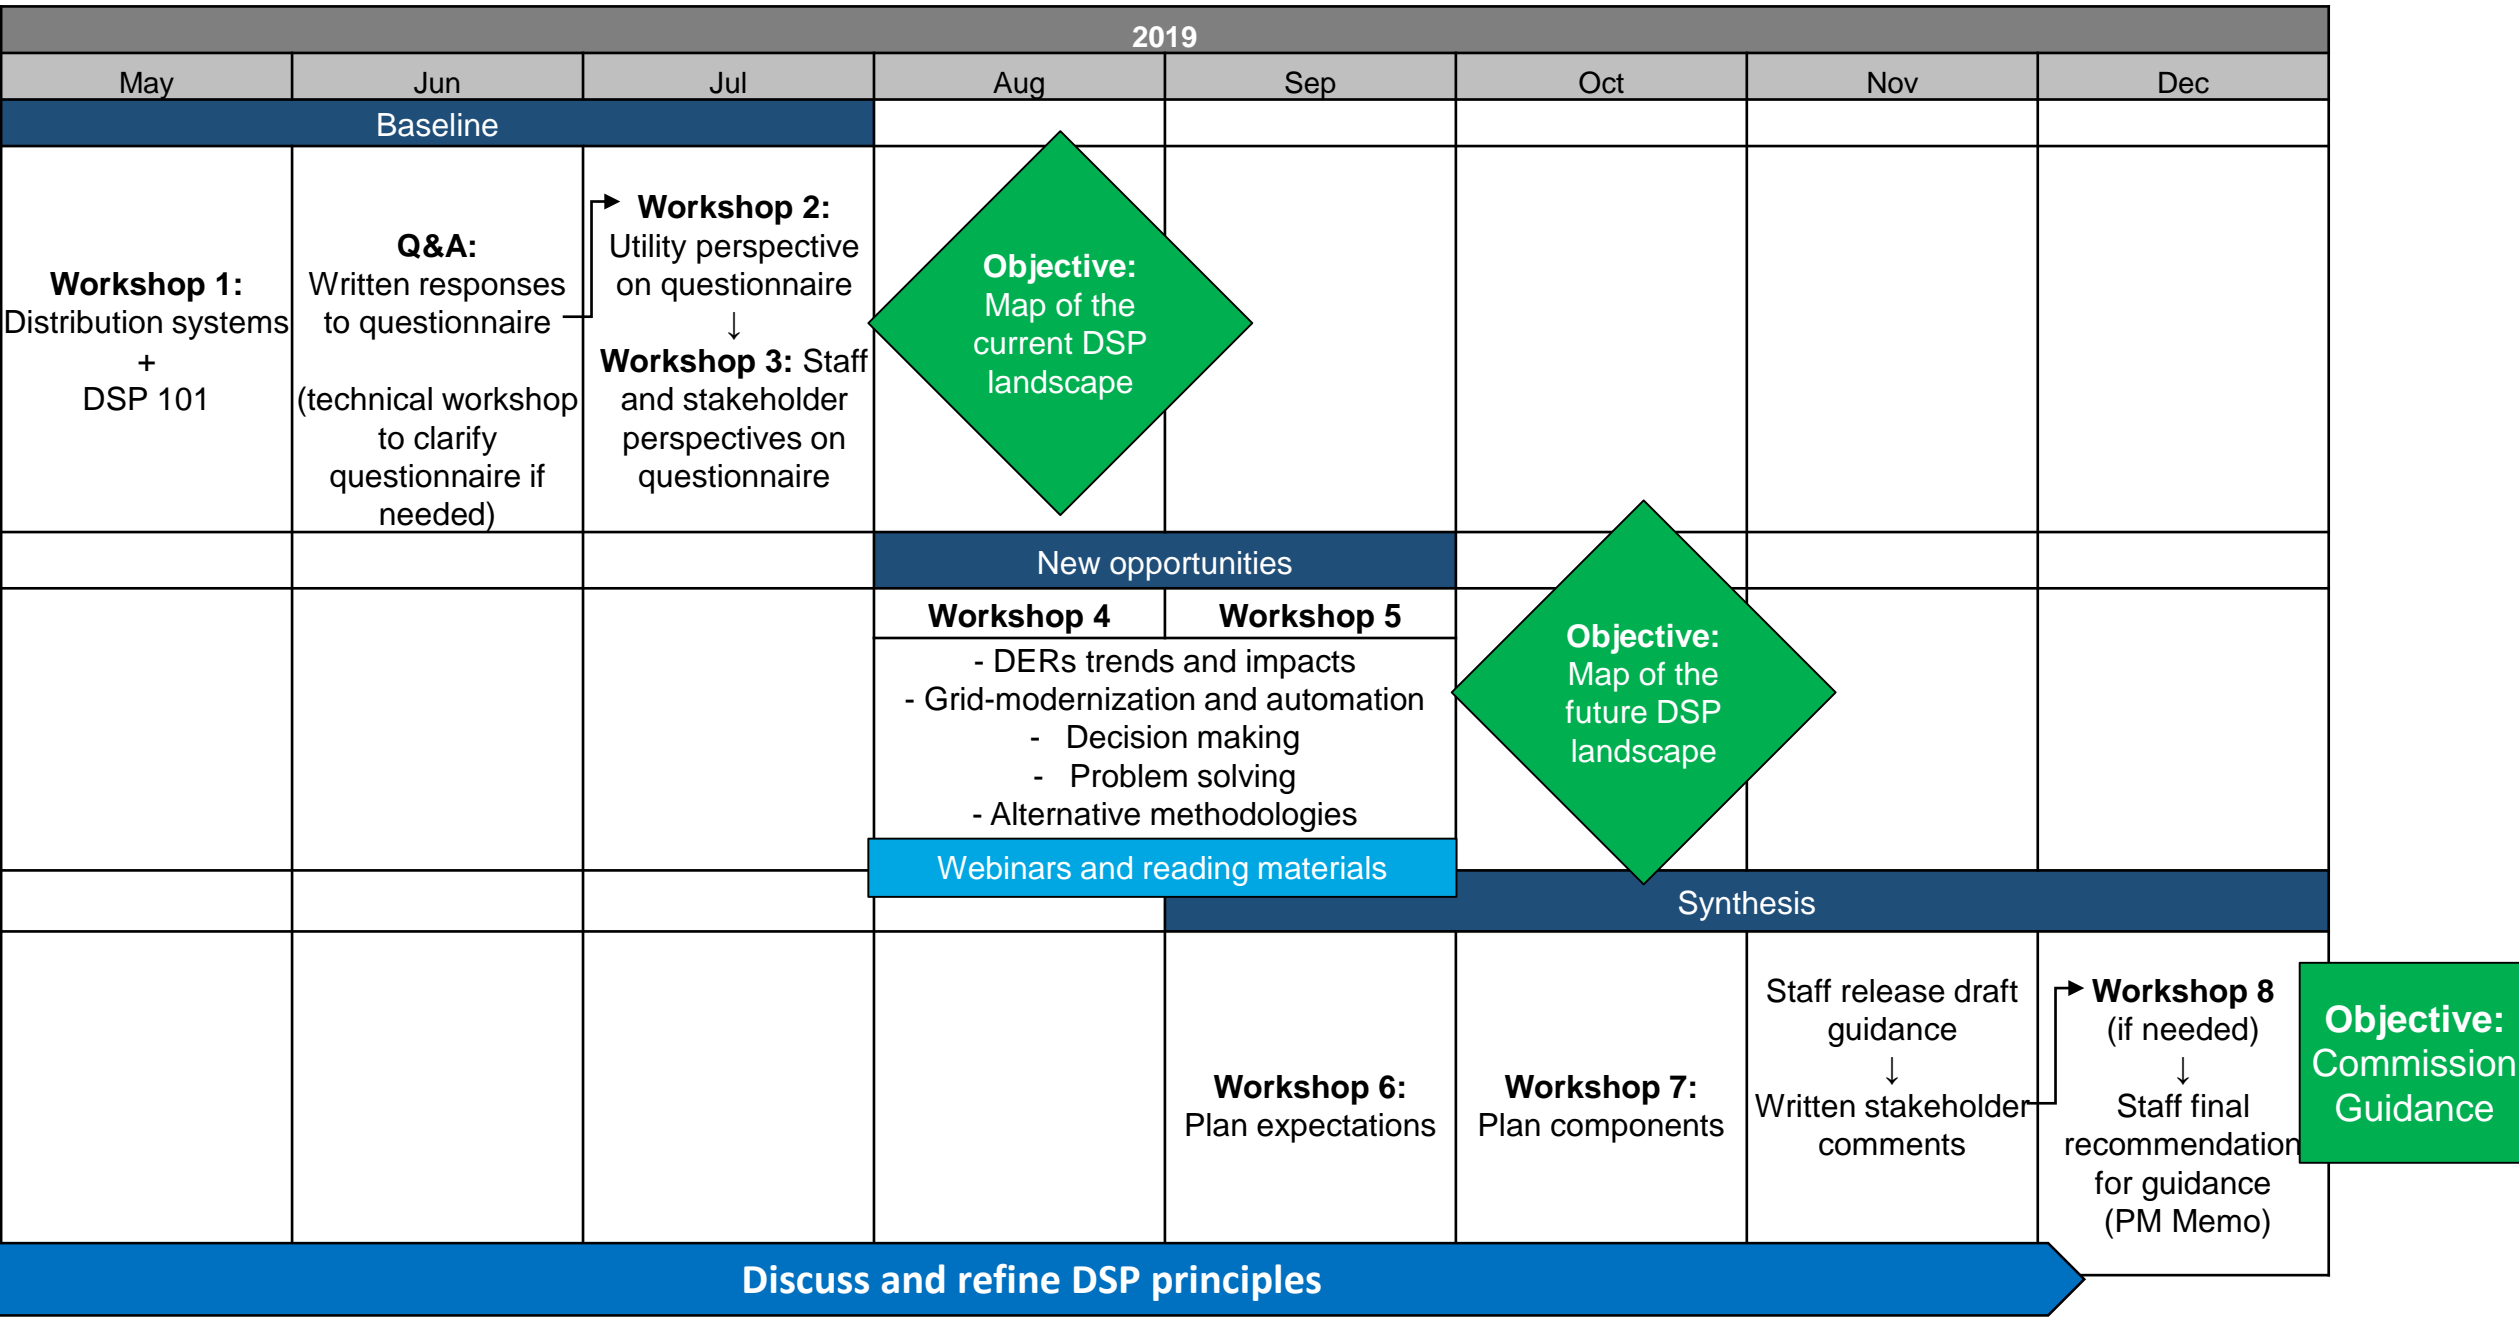 2019
May
Jun
Jul
Aug
Sep
Oct
Nov
Dec
Baseline
Workshop 1:
Distribution systems
+
DSP 101
Q&A:
Written responses
to questionnaire
(technical workshop
to clarify
questionnaire if
needed)
Workshop 2:
Utility perspective
on questionnaire
↓
Workshop 3: Staff
and stakeholder
perspectives on
questionnaire
Objective:
Map of the
current DSP
landscape
New opportunities
Workshop 4
Workshop 5
- DERs trends and impacts
- Grid-modernization and automation
- Decision making
- Problem solving
- Alternative methodologies
Webinars and reading materials
Objective:
Map of the
future DSP
landscape
Synthesis
Workshop 6:
Plan expectations
Workshop 7:
Plan components
Staff release draft
guidance
↓
Written stakeholder
comments
Workshop 8
(if needed)
↓
Staff final
recommendation
for guidance
(PM Memo)
Objective:
Commission
Guidance
Discuss and refine DSP principles